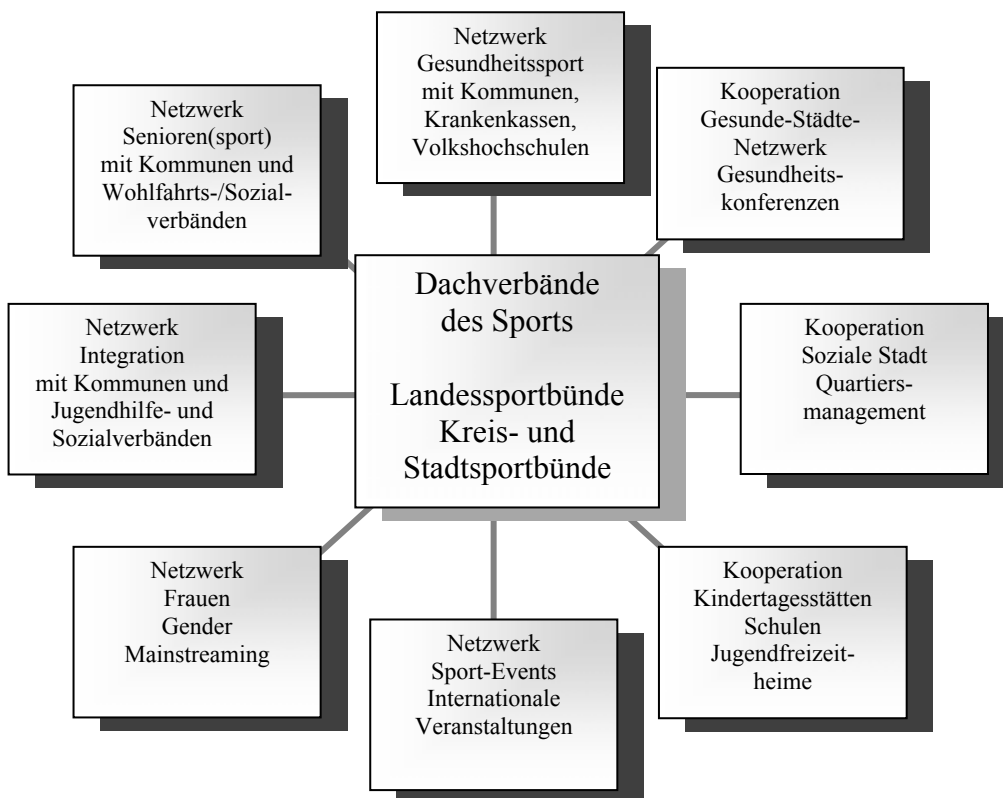 Netzwerk
Gesundheitssport
mit Kommunen,
Krankenkassen,
Volkshochschulen
Kooperation
Gesunde-Städte-
Netzwerk
Gesundheits-
konferenzen
Netzwerk
Senioren(sport)
mit Kommunen und
Wohlfahrts-/Sozial-
verbänden
Dachverbände
des Sports
Landessportbünde
Kreis- und
Stadtsportbünde
Netzwerk
Integration
mit Kommunen und
Jugendhilfe- und
Sozialverbänden
Kooperation
Soziale Stadt
Quartiers-
management
Netzwerk
Frauen
Gender
Mainstreaming
Netzwerk
Sport-Events
Internationale
Veranstaltungen
Kooperation
Kindertagesstätten
Schulen
Jugendfreizeit-
heime